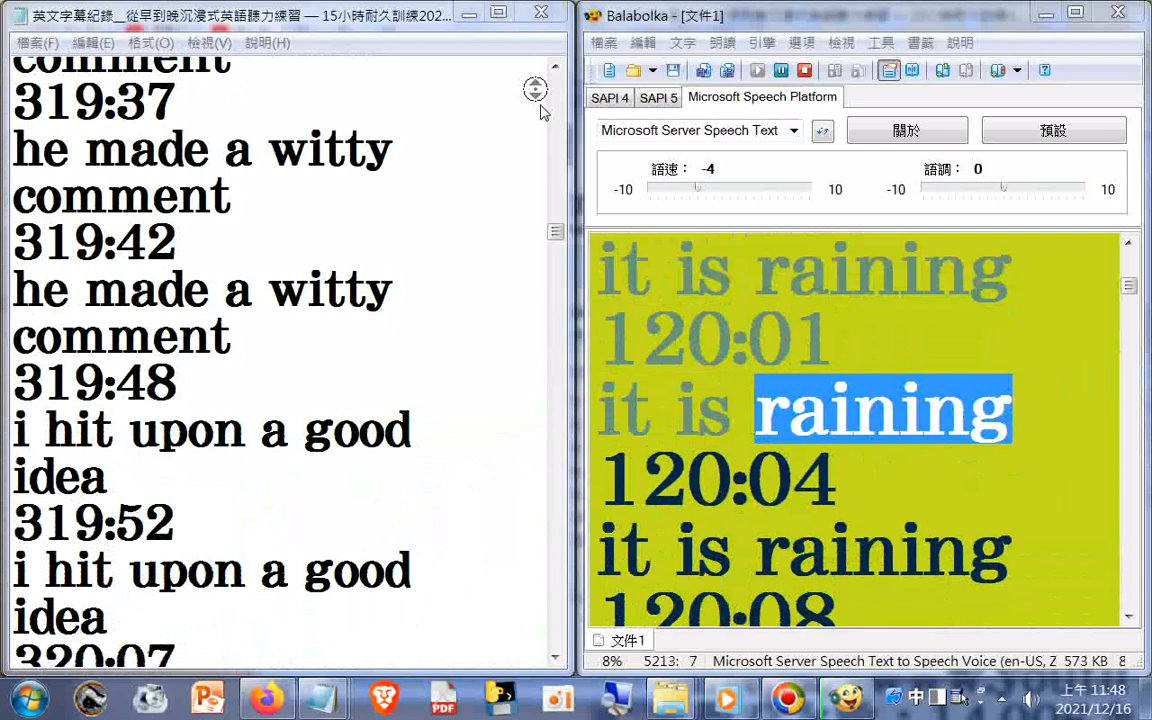 英文字幕紀錄__從早到晚沉浸式英語聽力練習 — 15小時耐久訓練202...
檔案(F) 編輯(E) 格式(O) 檢視(V) 說明(H)
comment
319:37
he made a witty
comment
319:42
he made a witty
comment
319:48
i hit upon a good
idea
319:52
i hit upon a good
idea
320:07
Balabolka - [文件1]
檔案 編輯 文字 朗讀 引擎 選項 檢視 工具 書籤 說明
SAPI 4 SAPI 5 Microsoft Speech Platform
Microsoft Server Speech Text 關於 預設
語速： -4 語調： 0
-10 10 -10 10
it is raining
120:01
it is raining
120:04
it is raining
120:08
文件1
8% 5213: 7 Microsoft Server Speech Text to Speech Voice (en-US, Z 573 KB 8
PDF 中 上午 11:48
2021/12/16